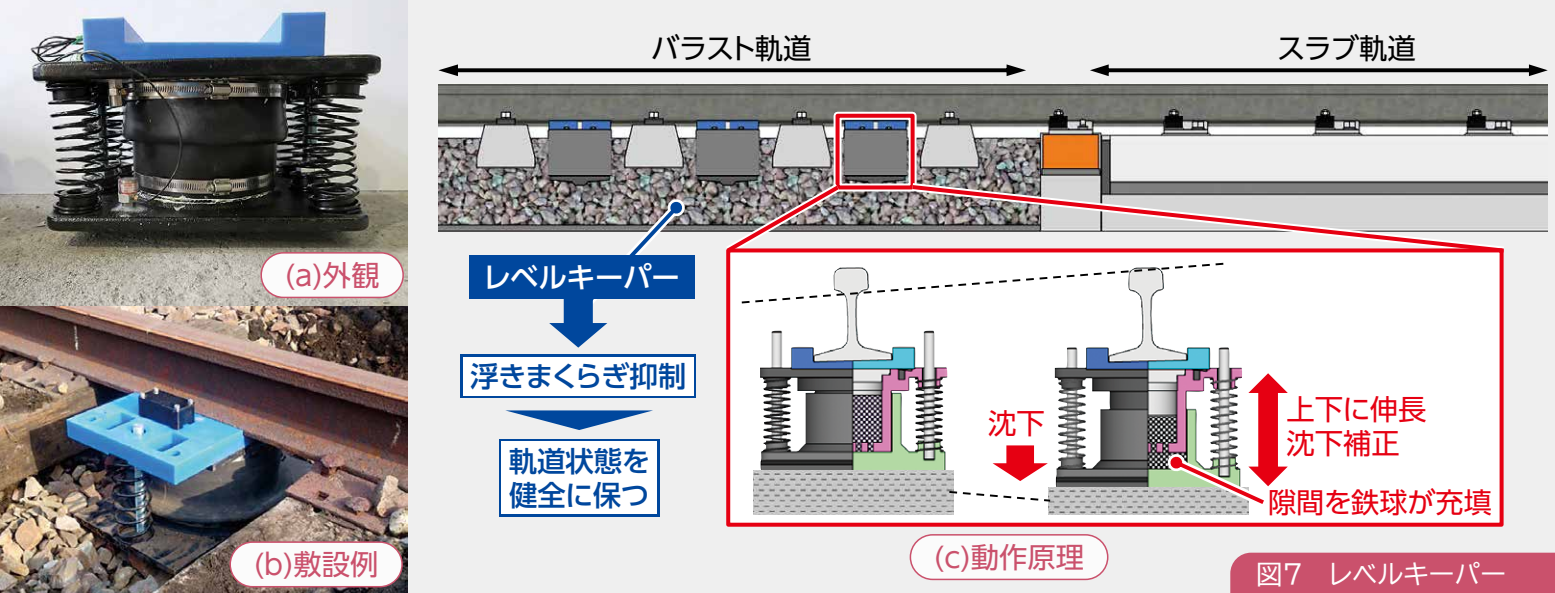 (a)外観
(b)敷設例
バラスト軌道
スラブ軌道
レベルキーパー
浮きまくらぎ抑制
軌道状態を
健全に保つ
沈下
上下に伸長
沈下補正
隙間を鉄球が充填
(c)動作原理
図7 レベルキーパー